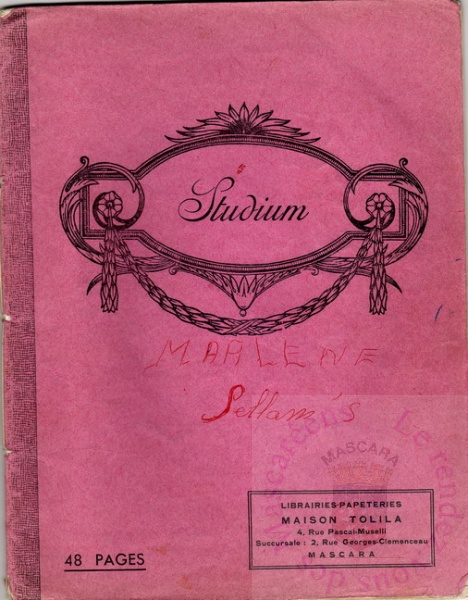 Studium
MARLENE
Sellam's
MASCARA
LIBRAIRIES-PAPETERIES
MAISON TOLILA
4, Rue Pascal-Muselli
Succursale : 2, Rue Georges-Clemenceau
MASCARA
48 PAGES